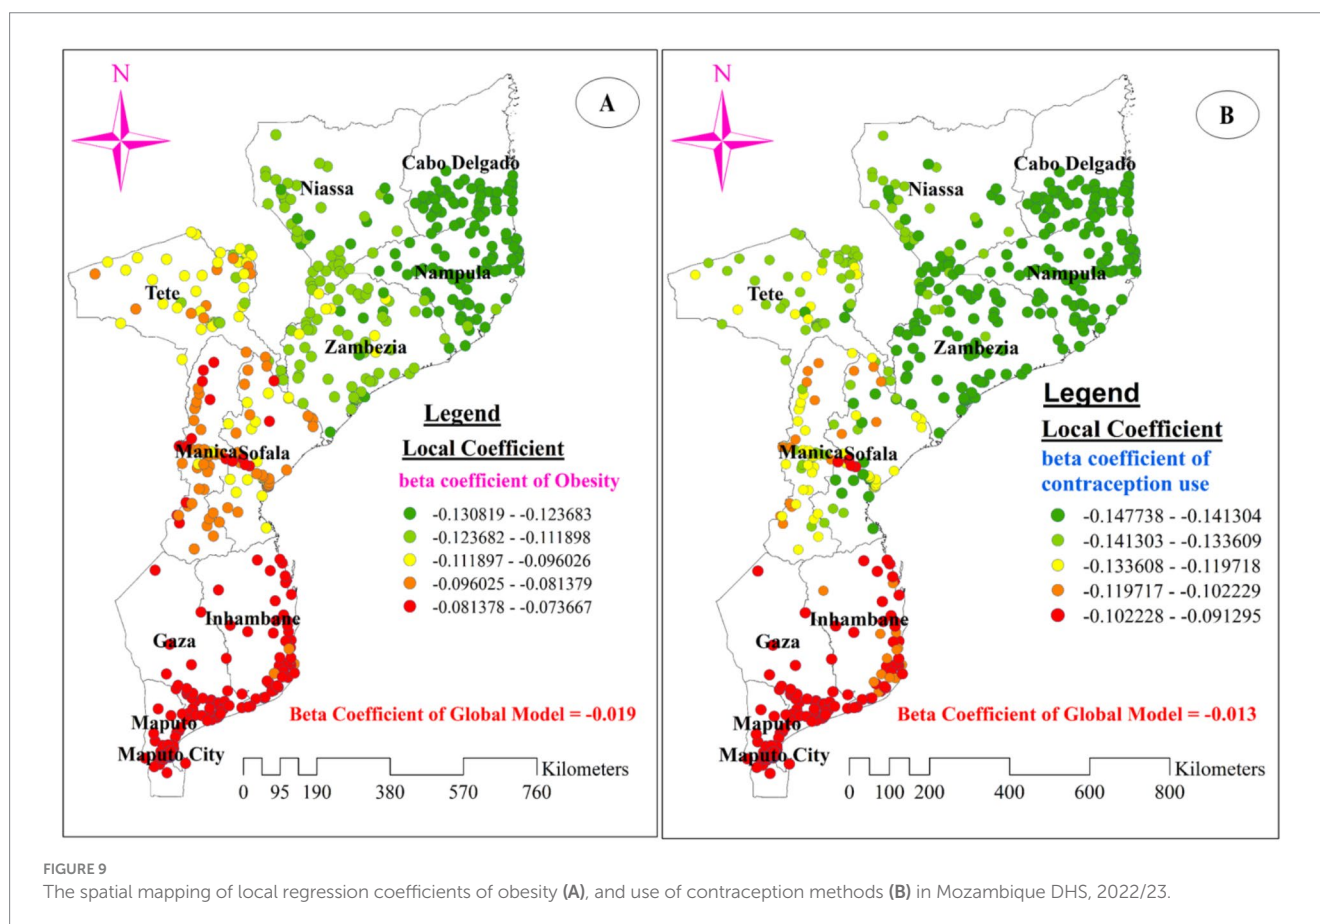 N
A
Cabo Delgado
Niassa
Nampula
Tete
Zambezia
Legend
Local Coefficient
ManicaSofala
beta coefficient of Obesity
-0.130819 - -0.123683
-0.123682 - -0.111898
-0.111897 - -0.096026
-0.096025 - -0.081379
-0.081378 - -0.073667
Inhambane
Gaza
Beta Coefficient of Global Model = -0.019
Maputo
Maputo City
Kilometers
0 95 190 380 570 760
N
B
Cabo Delgado
Niassa
Nampula
Tete
Zambezia
Legend
Local Coefficient
ManicaSofala
beta coefficient of
contraception use
-0.147738 - -0.141304
-0.141303 - -0.133609
-0.133608 - -0.119718
-0.119717 - -0.102229
-0.102228 - -0.091295
Inhambane
Gaza
Beta Coefficient of Global Model = -0.013
Maputo
Maputo City
Kilometers
0 100 200 400 600 800
FIGURE 9
The spatial mapping of local regression coefficients of obesity (A), and use of contraception methods (B) in Mozambique DHS, 2022/23.